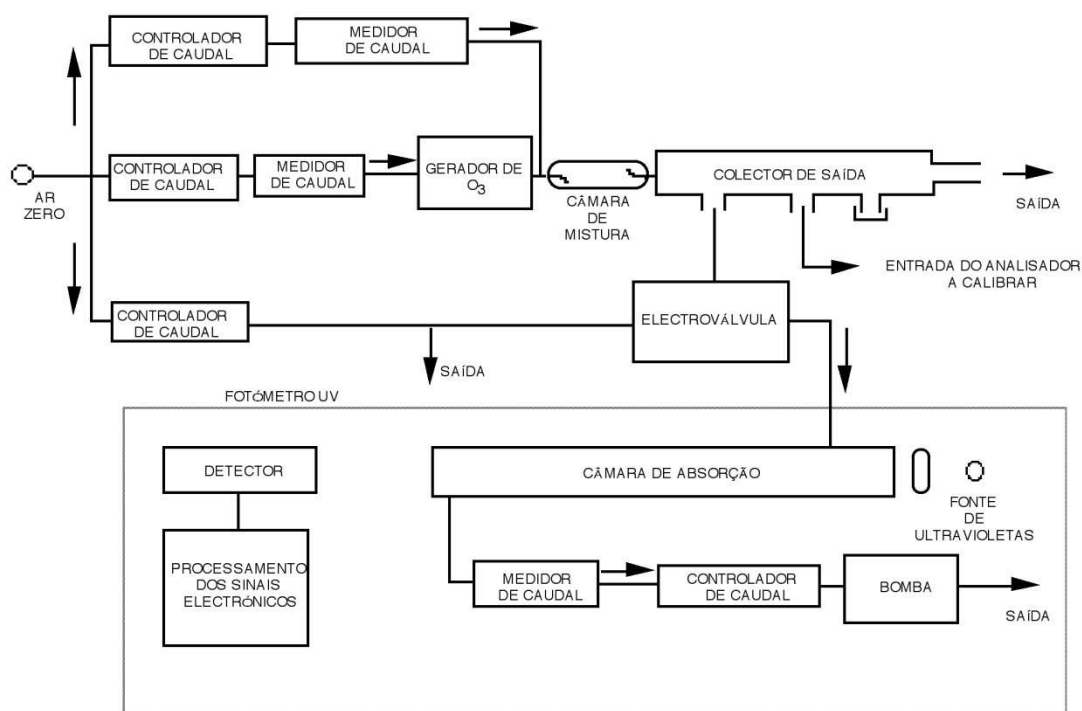 CONTROLADOR
DE CAUDAL
MEDIDOR
DE CAUDAL
AR
ZERO
CONTROLADOR
DE CAUDAL
MEDIDOR
DE CAUDAL
GERADOR DE
O3
CÂMARA
DE
MISTURA
COLECTOR DE SAÍDA
SAÍDA
ENTRADA DO ANALISADOR
A CALIBRAR
CONTROLADOR
DE CAUDAL
SAÍDA
ELECTROVÁLVULA
FOTÓMETRO UV
DETECTOR
PROCESSAMENTO
DOS SINAIS
ELECTRÓNICOS
CÂMARA DE ABSORÇÃO
FONTE
DE
ULTRAVIOLETAS
MEDIDOR
DE CAUDAL
CONTROLADOR
DE CAUDAL
BOMBA
SAÍDA